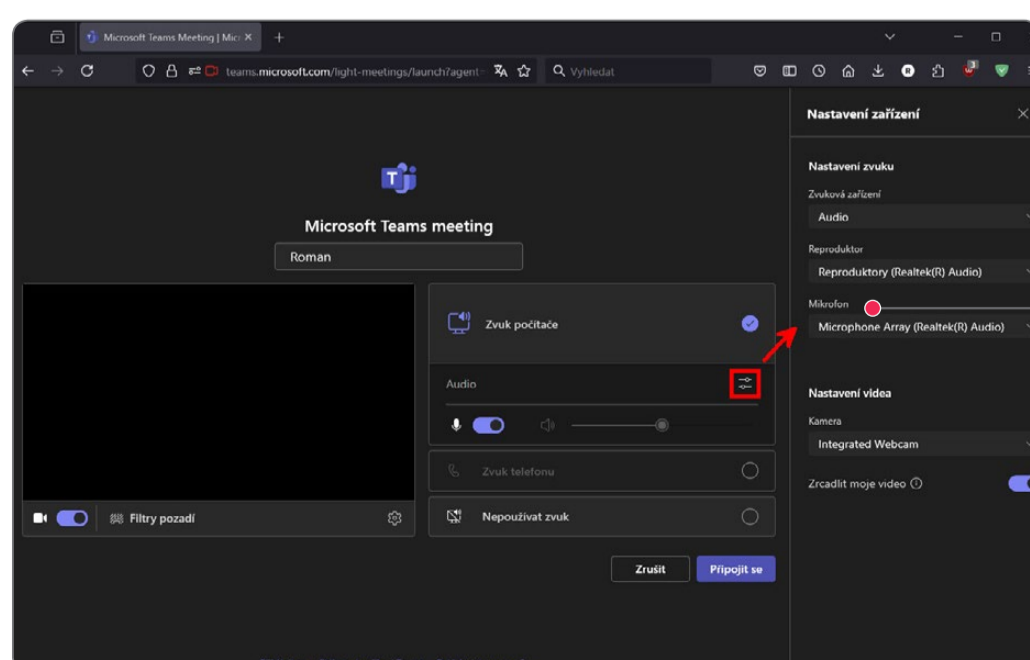 Microsoft Teams Meeting | Micr
teams.microsoft.com/light-meetings/launch?agent=
Vyhledat
3
Microsoft Teams meeting
Roman
Zvuk počítače
Audio
Zvuk telefonu
Filtry pozadí
Nepoužívat zvuk
Zrušit
Připojit se
Nastavení zařízení
Nastavení zvuku
Zvuková zařízení
Audio
Reproduktor
Reproduktory (Realtek(R) Audio)
Mikrofon
Microphone Array (Realtek(R) Audio)
Nastavení videa
Kamera
Integrated Webcam
Zrcadlit moje video